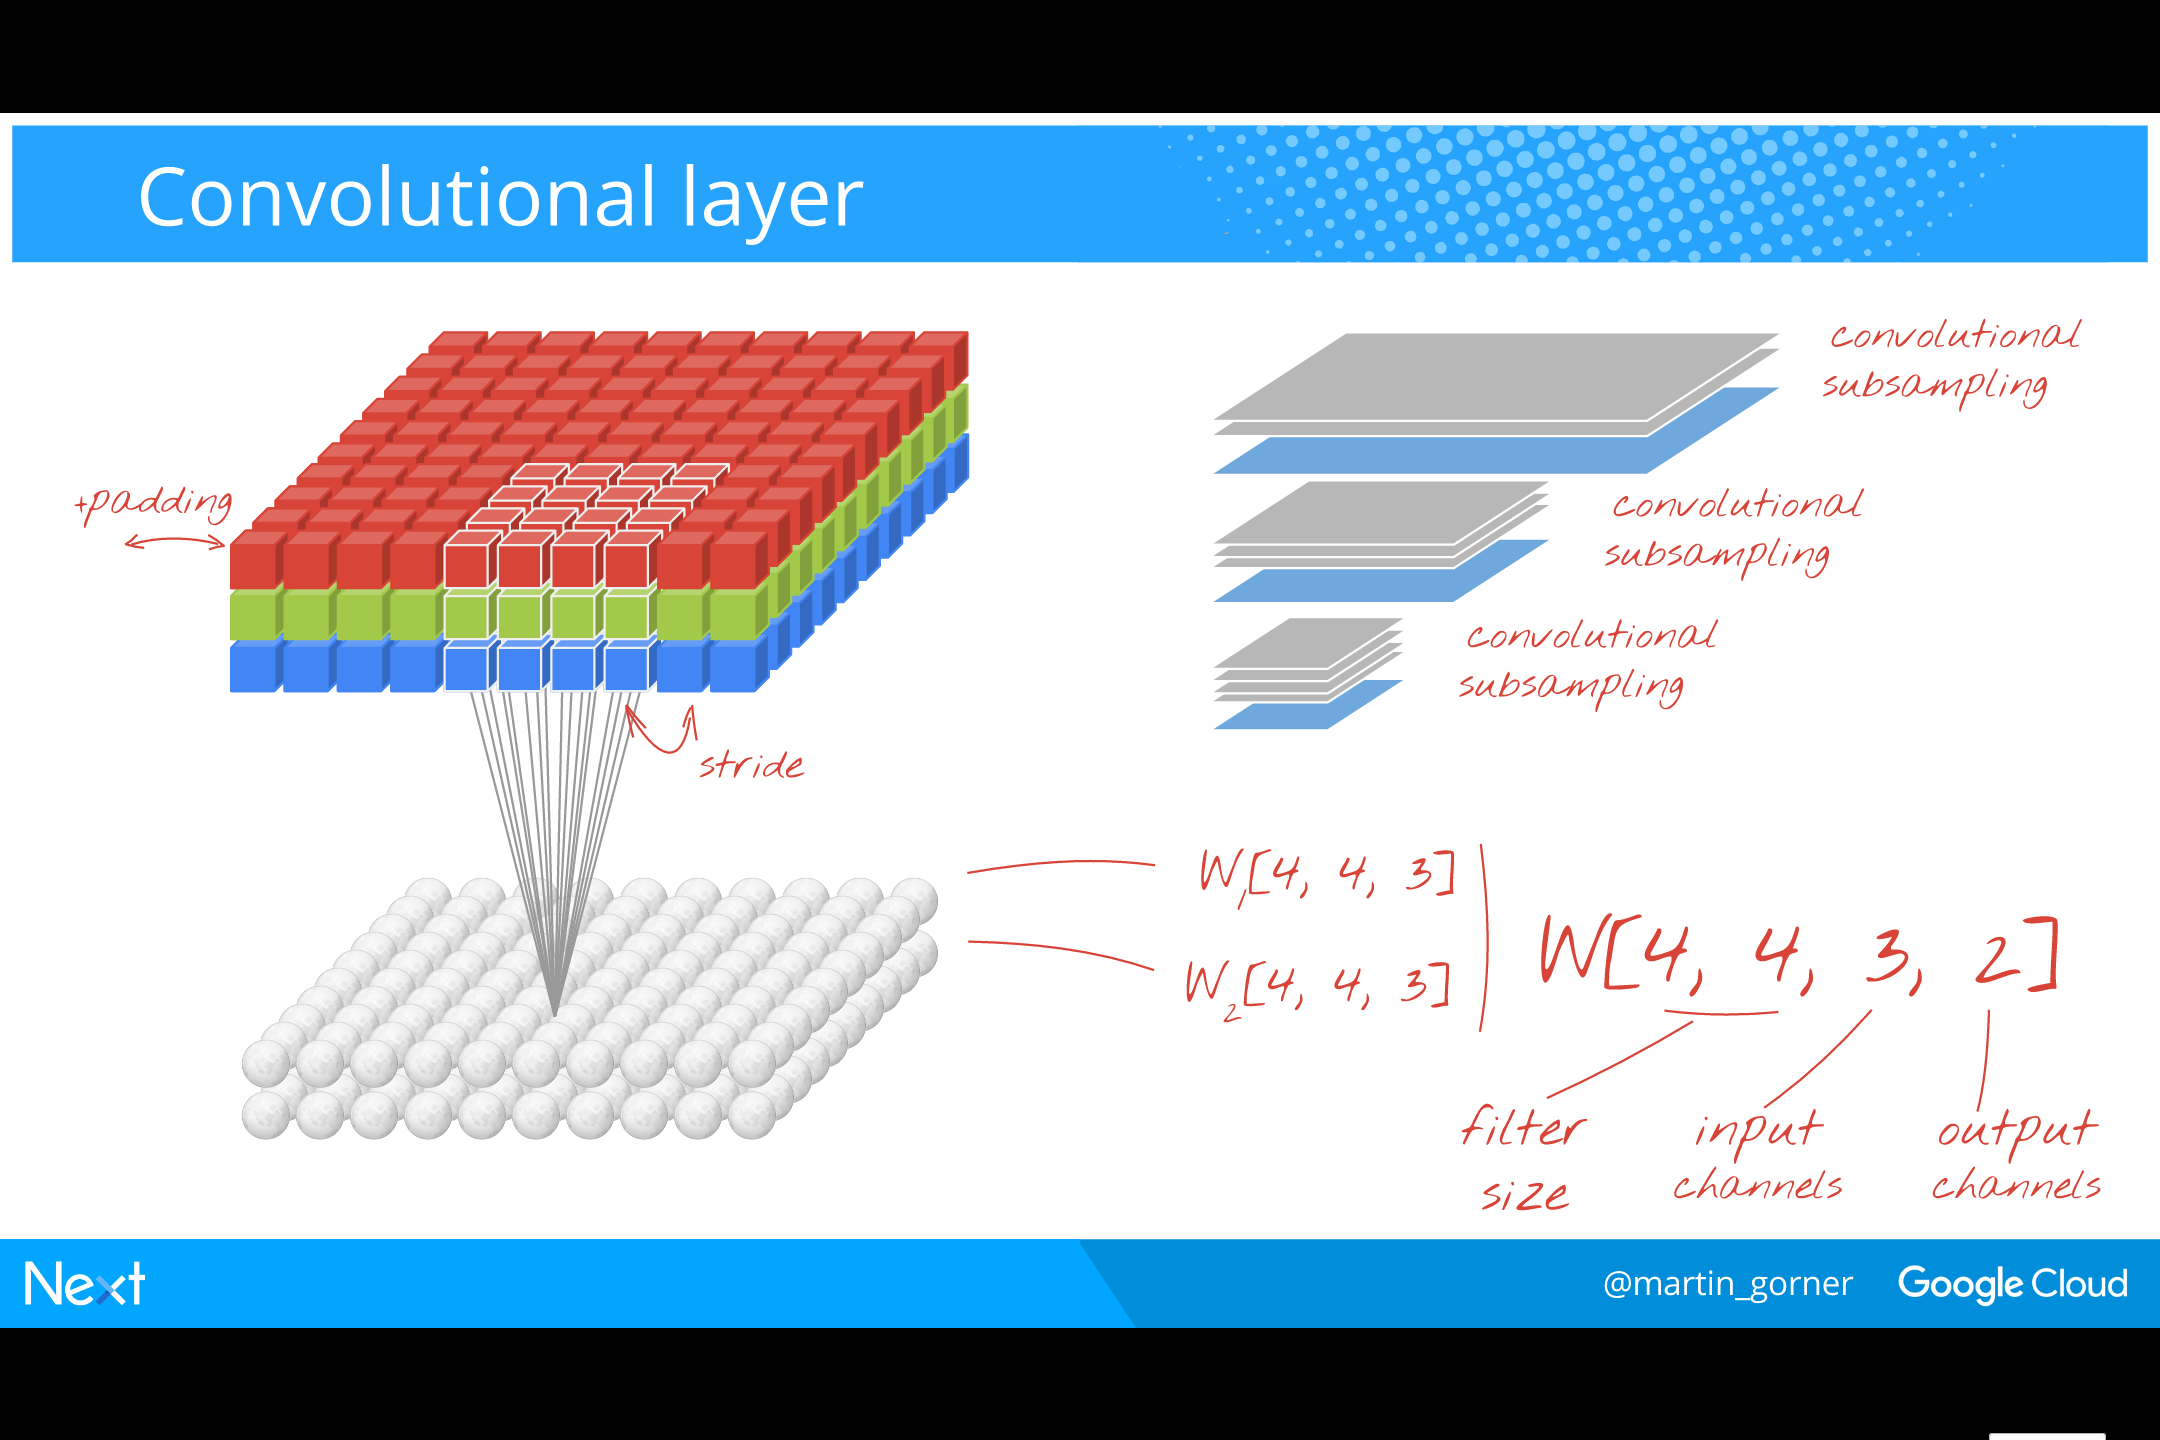 Convolutional layer
convolutional
subsampling
+padding
convolutional
subsampling
convolutional
subsampling
stride
W1[4, 4, 3]
W2[4, 4, 3]
W[4, 4, 3, 2]
filter
size
input
channels
output
channels
Next
@martin_gorner
Google Cloud